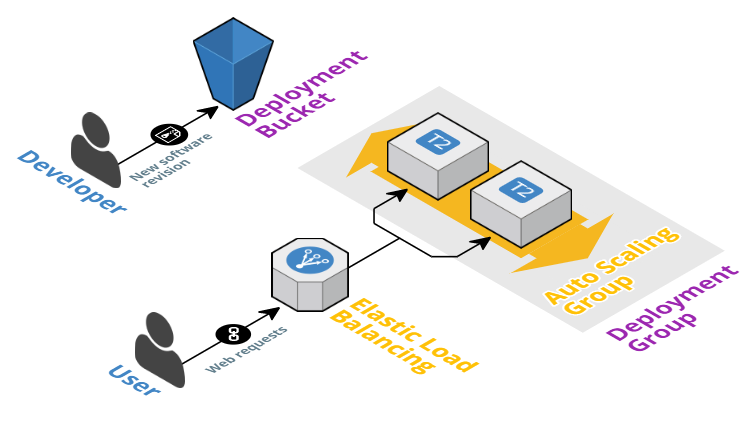 Deployment
Bucket
Developer
New software
revision
T2
T2
Auto Scaling
Group
Deployment
Group
Elastic Load
Balancing
Web requests
User